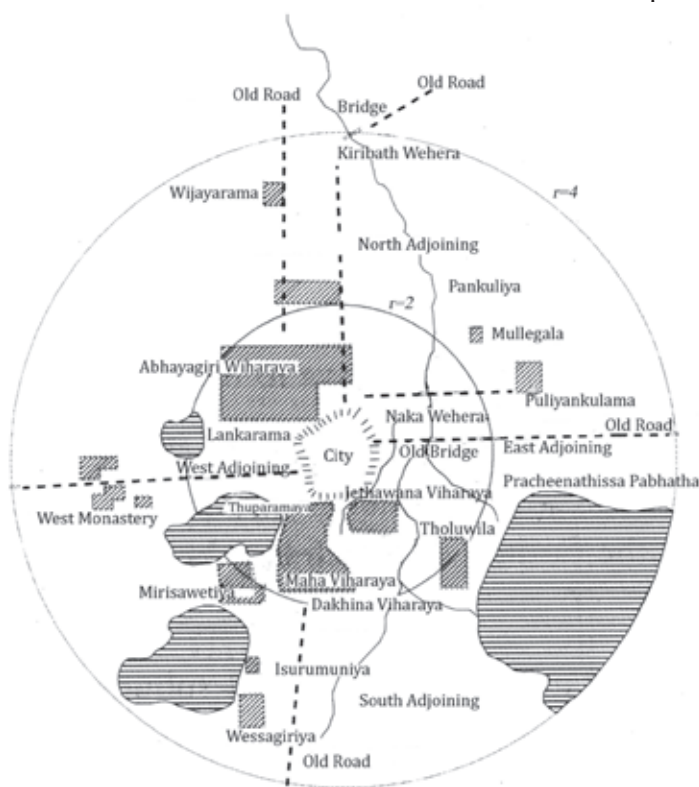 Old Road
Old Road
Bridge
Kiribath Wehera
Wijayarama
r=4
North Adjoining
Pankuliya
r=2
Mullegala
Abhayagiri Wiharaya
Puliyankulama
Naka Wehera
Old Road
Lankarama
City
Old Bridge
East Adjoining
West Adjoining
Pracheenathissa Pabhatha
Jethawana Viharaya
Thuparamaya
West Monastery
Tholuwila
Maha Viharaya
Mirisawetiya
Dakhina Viharaya
Isurumuniya
South Adjoining
Wessagiriya
Old Road